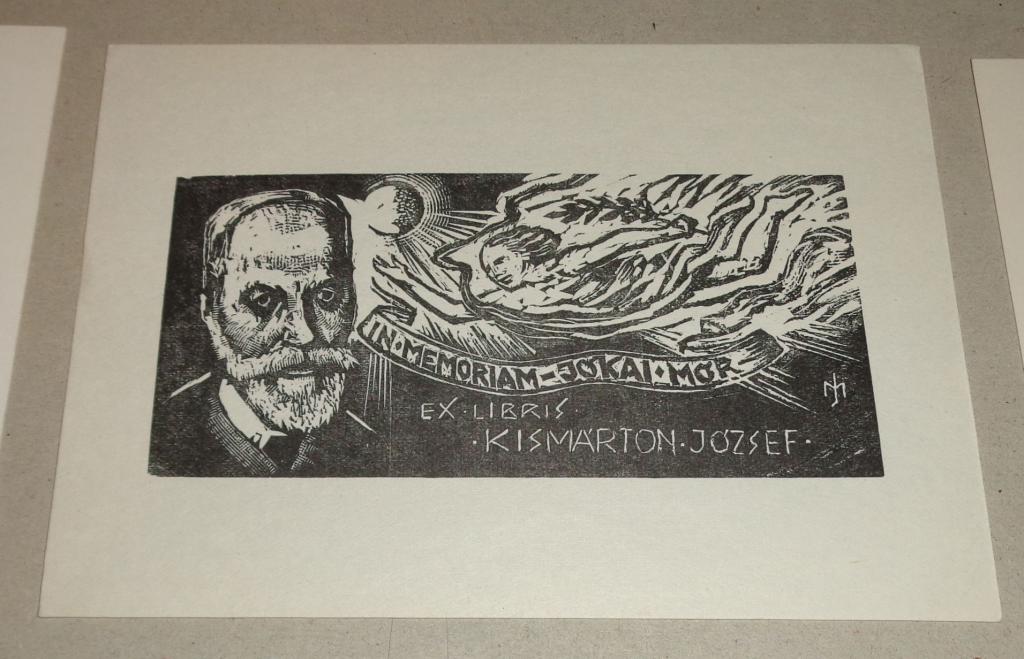 IN·MEMORIAM–JÓKAI·MÓR
EX·LIBRIS·
·KISMÁRTON·JÓZSEF·